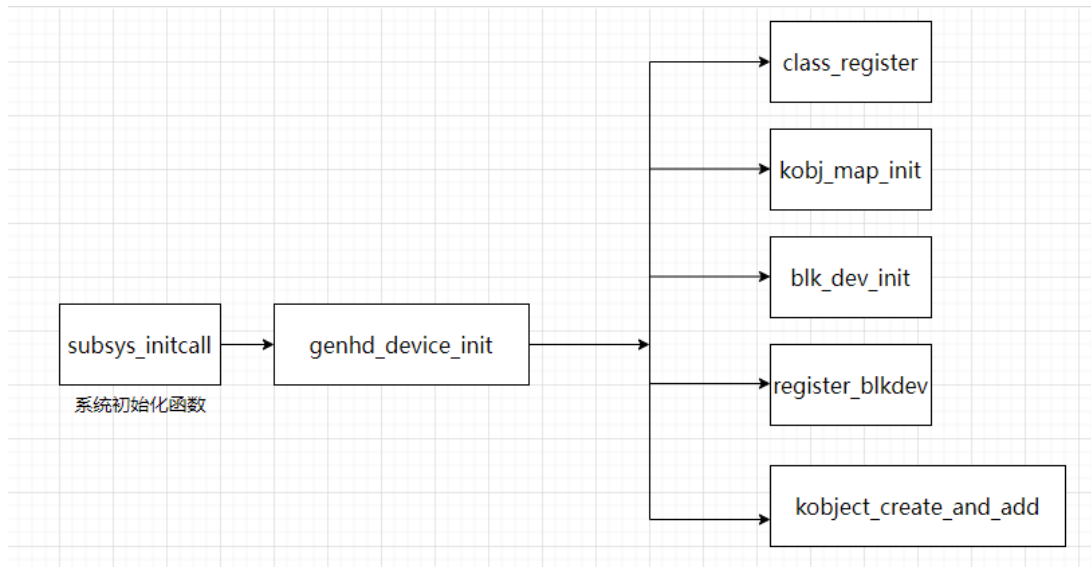 class_register
kobj_map_init
blk_dev_init
subsys_initcall
genhd_device_init
系统初始化函数
register_blkdev
kobject_create_and_add